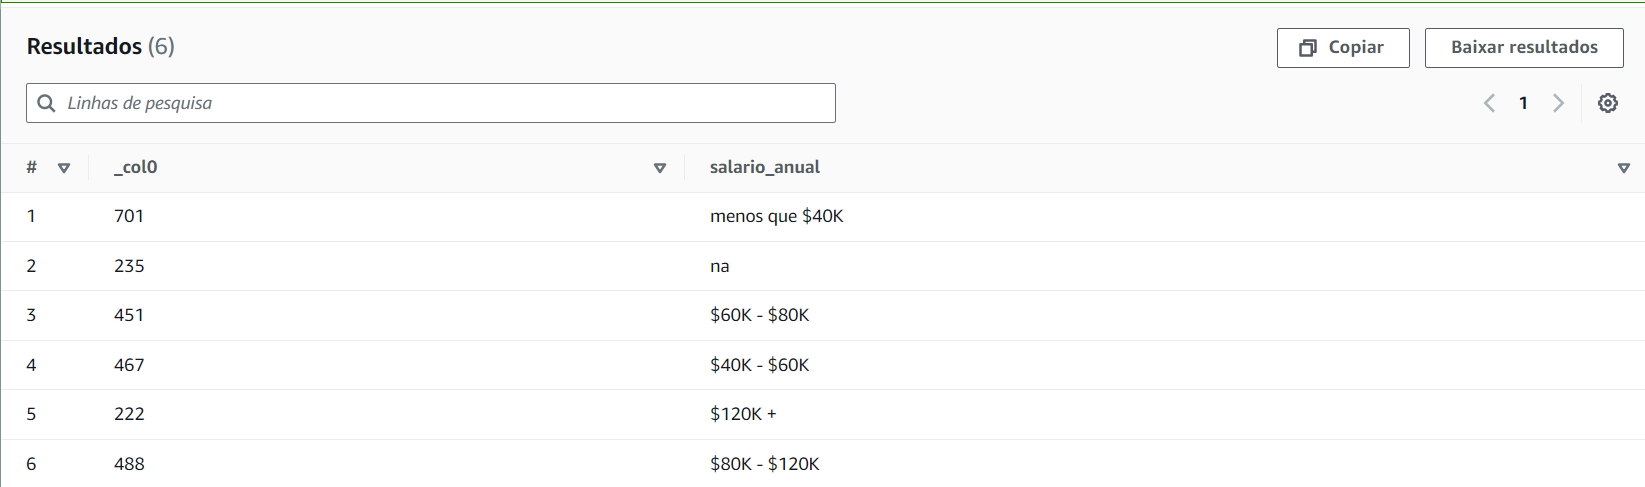 Resultados (6)
Copiar
Baixar resultados
Linhas de pesquisa
1
# _col0 salario_anual
1 701 menos que $40K
2 235 na
3 451 $60K - $80K
4 467 $40K - $60K
5 222 $120K +
6 488 $80K - $120K